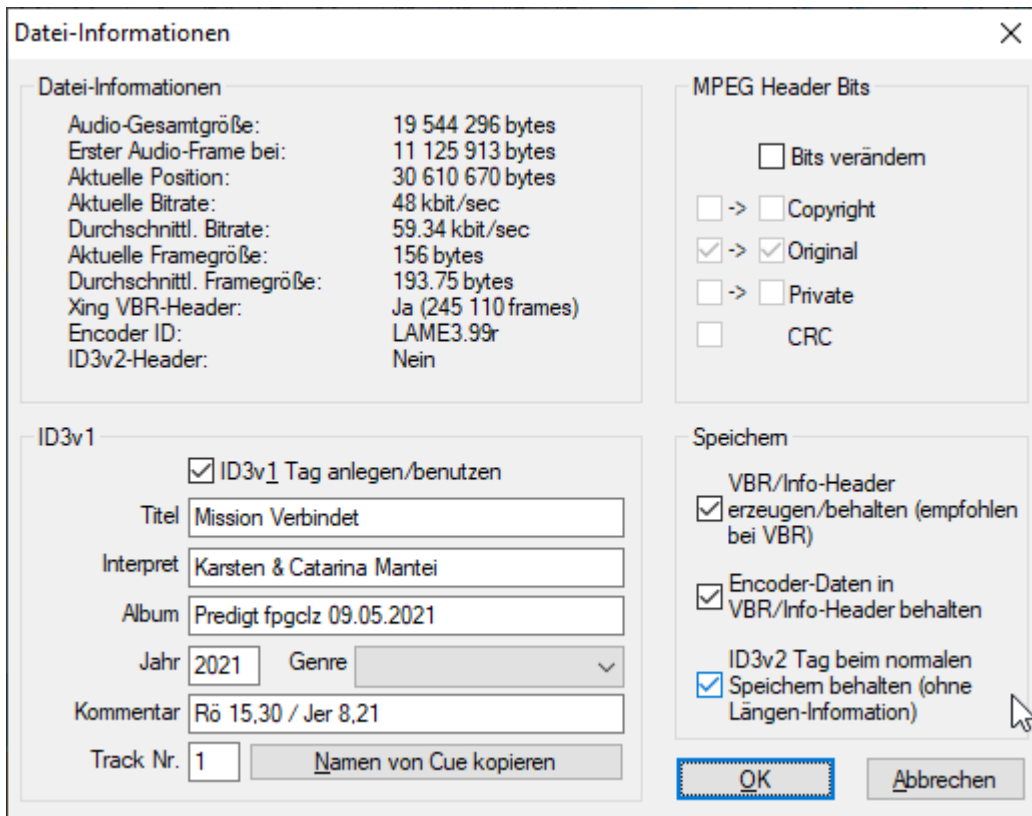 Datei-Informationen
Datei-Informationen
Audio-Gesamtgröße: 19 544 296 bytes
Erster Audio-Frame bei: 11 125 913 bytes
Aktuelle Position: 30 610 670 bytes
Aktuelle Bitrate: 48 kbit/sec
Durchschnittl. Bitrate: 59.34 kbit/sec
Aktuelle Framegröße: 156 bytes
Durchschnittl. Framegröße: 193.75 bytes
Xing VBR-Header: Ja (245 110 frames)
Encoder ID: LAME3.99r
ID3v2-Header: Nein
MPEG Header Bits
Bits verändern
-> Copyright
-> Original
-> Private
CRC
ID3v1
ID3v1 Tag anlegen/benutzen
Titel Mission Verbindet
Interpret Karsten & Catarina Mantei
Album Predigt fpgclz 09.05.2021
Jahr 2021 Genre
Kommentar Rö 15,30 / Jer 8,21
Track Nr. 1 Namen von Cue kopieren
Speichern
VBR/Info-Header
erzeugen/behalten (empfohlen
bei VBR)
Encoder-Daten in
VBR/Info-Header behalten
ID3v2 Tag beim normalen
Speichern behalten (ohne
Längen-Information)
OK Abbrechen